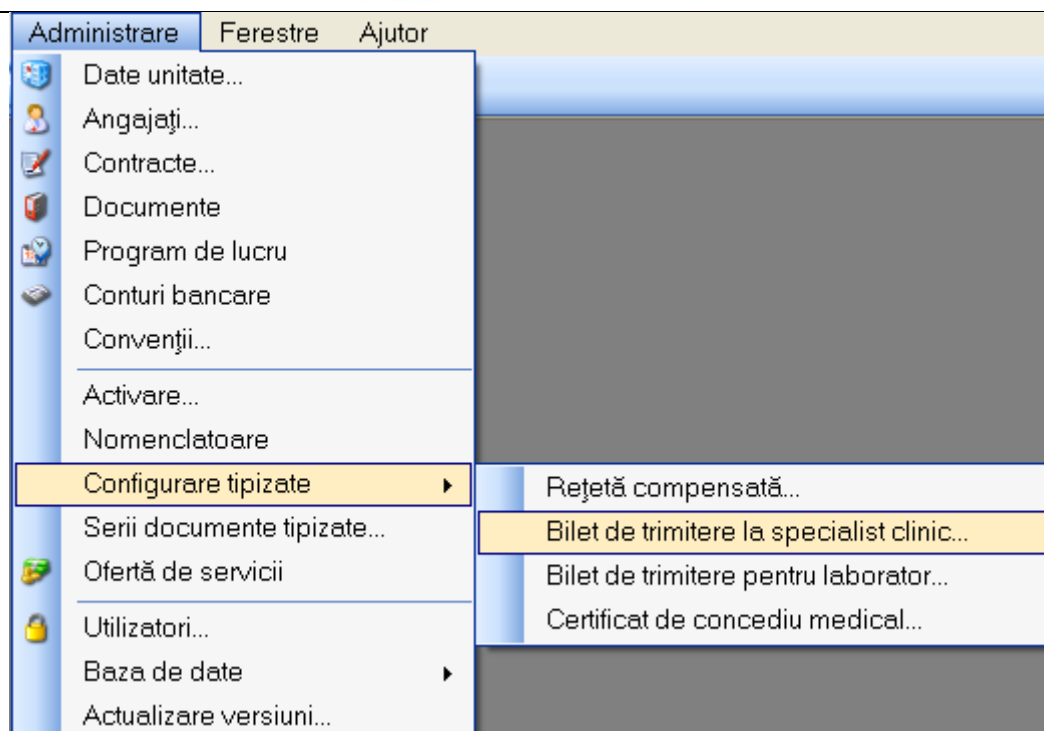 Administrare Ferestre Ajutor
Date unitate...
Angajaţi...
Contracte...
Documente
Program de lucru
Conturi bancare
Convenţii...
Activare...
Nomenclatoare
Configurare tipizate
Serii documente tipizate...
Ofertă de servicii
Utilizatori...
Baza de date
Actualizare versiuni...
Reţetă compensată...
Bilet de trimitere la specialist clinic...
Bilet de trimitere pentru laborator...
Certificat de concediu medical...